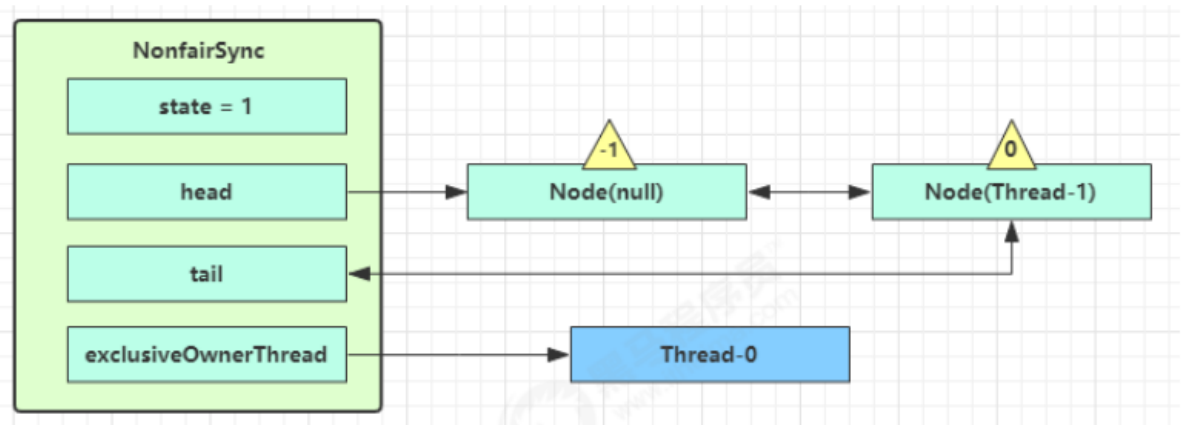 NonfairSync
state = 1
head
tail
exclusiveOwnerThread
-1
Node(null)
0
Node(Thread-1)
Thread-0